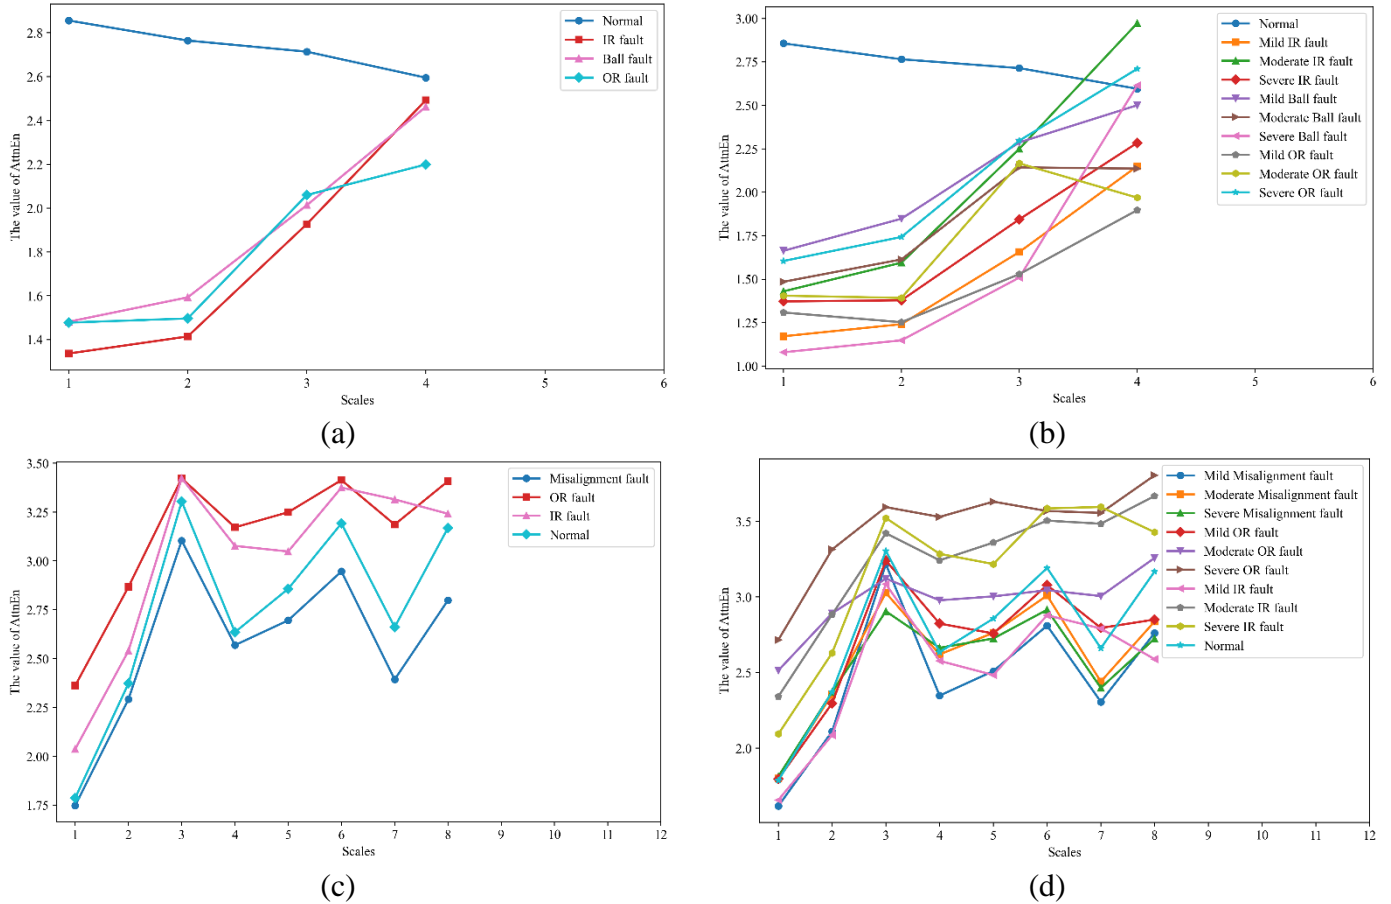 2.8
2.6
2.4
2.2
2.0
1.8
1.6
1.4
The value of AttnEn
1 2 3 4 5 6
Scales
Normal
IR fault
Ball fault
OR fault
(a)
3.00
2.75
2.50
2.25
2.00
1.75
1.50
1.25
1.00
The value of AttnEn
1 2 3 4 5 6
Scales
Normal
Mild IR fault
Moderate IR fault
Severe IR fault
Mild Ball fault
Moderate Ball fault
Severe Ball fault
Mild OR fault
Moderate OR fault
Severe OR fault
(b)
3.50
3.25
3.00
2.75
2.50
2.25
2.00
1.75
The value of AttnEn
1 2 3 4 5 6 7 8 9 10 11 12
Scales
Misalignment fault
OR fault
IR fault
Normal
(c)
3.5
3.0
2.5
2.0
The value of AttnEn
1 2 3 4 5 6 7 8 9 10 11 12
Scales
Mild Misalignment fault
Moderate Misalignment fault
Severe Misalignment fault
Mild OR fault
Moderate OR fault
Severe OR fault
Mild IR fault
Moderate IR fault
Severe IR fault
Normal
(d)